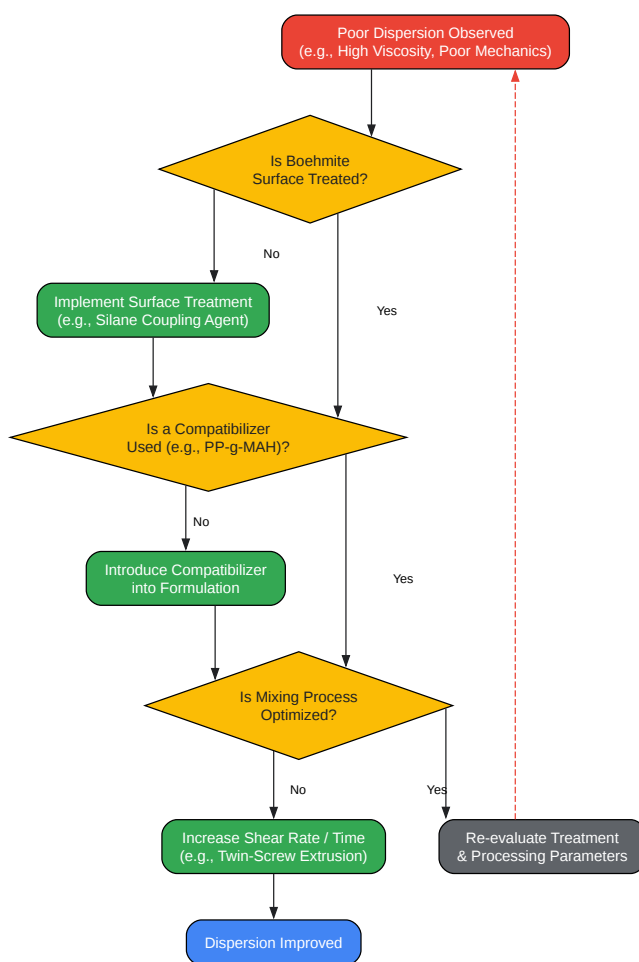 Poor Dispersion Observed
(e.g., High Viscosity, Poor Mechanics)
Is Boehmite
Surface Treated?
No
Implement Surface Treatment
(e.g., Silane Coupling Agent)
Yes
Is a Compatibilizer
Used (e.g., PP-g-MAH)?
No
Introduce Compatibilizer
into Formulation
Yes
Is Mixing Process
Optimized?
No
Yes
Increase Shear Rate / Time
(e.g., Twin-Screw Extrusion)
Re-evaluate Treatment
& Processing Parameters
Dispersion Improved